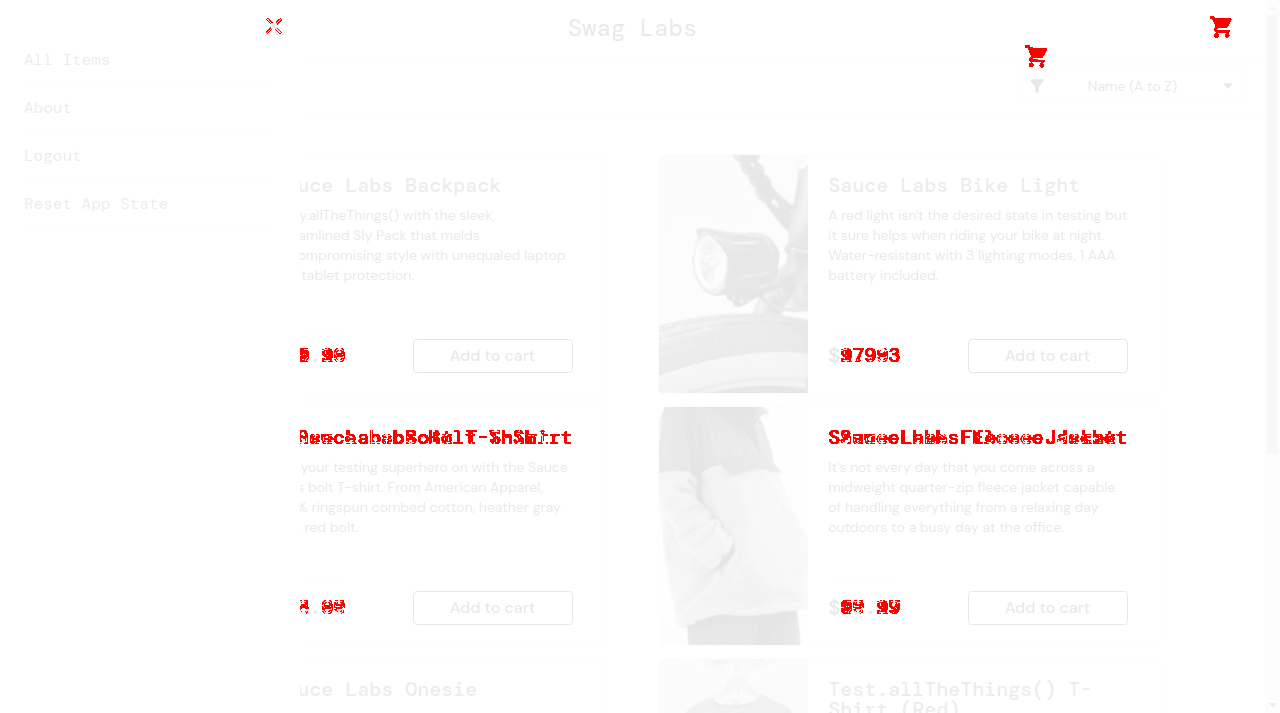 Swag Labs
All Items
About
Logout
Reset App State
Name (A to Z)
uce Labs Backpack
y.allTheThings() with the sleek,
amlined Sly Pack that melds
ompromising style with unequaled laptop
tablet protection.
Add to cart
Sauce Labs Bike Light
A red light isn't the desired state in testing but
it sure helps when riding your bike at night.
Water-resistant with 3 lighting modes, 1 AAA
battery included.
$
Add to cart
your testing superhero on with the Sauce
s bolt T-shirt. From American Apparel,
% ringspun combed cotton, heather gray
red bolt.
Add to cart
It's not every day that you come across a
midweight quarter-zip fleece jacket capable
of handling everything from a relaxing day
outdoors to a busy day at the office.
$
Add to cart
uce Labs Onesie
Test.allTheThings() T-
Shirt (Red)